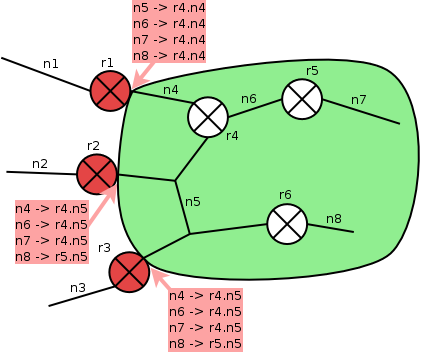 n5 -> r4.n4
n6 -> r4.n4
n7 -> r4.n4
n8 -> r4.n4
n1
r1
r5
n4
n6
n7
r4
r2
n2
n4 -> r4.n5
n6 -> r4.n5
n7 -> r4.n5
n8 -> r5.n5
n5
r6
n8
r3
n3
n4 -> r4.n5
n6 -> r4.n5
n7 -> r4.n5
n8 -> r5.n5